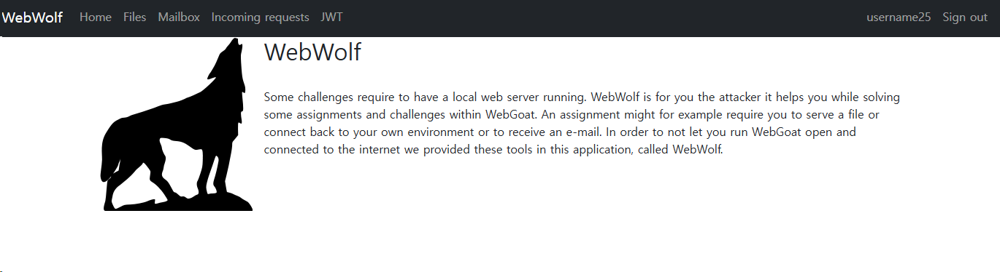 WebWolf Home Files Mailbox Incoming requests JWT username25 Sign out
WebWolf
Some challenges require to have a local web server running. WebWolf is for you the attacker it helps you while solving
some assignments and challenges within WebGoat. An assignment might for example require you to serve a file or
connect back to your own environment or to receive an e-mail. In order to not let you run WebGoat open and
connected to the internet we provided these tools in this application, called WebWolf.